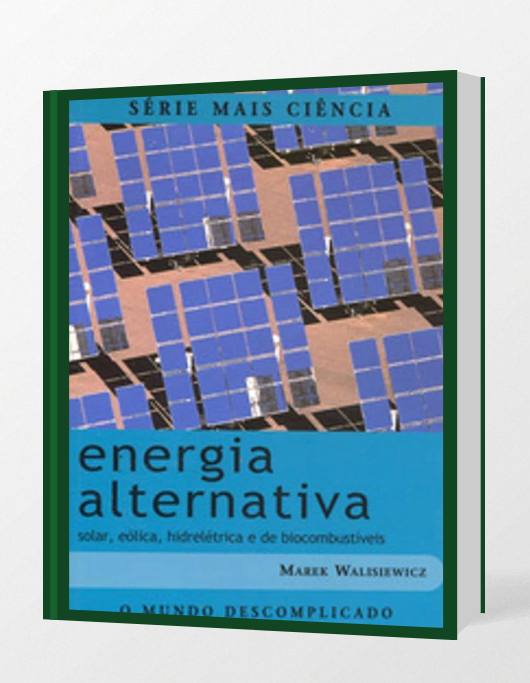 SÉRIE MAIS CIÊNCIA
energia
alternativa
solar, eólica, hidrelétrica e de biocombustíveis
MAREK WALISIEWICZ
O MUNDO DESCOMPLICADO